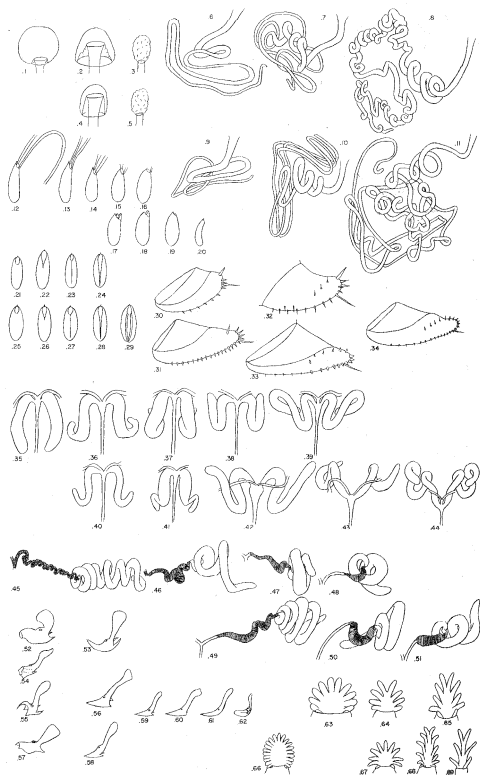 .1 .2 .3 6 .7 .8
.4 .5
.9 .10 .11
.12 .13 .14 .15 .16
.17 .18 .19 .20
.21 .22 .23 .24
.25 .26 .27 .28 .29
.30 .32
.31 .33 .34
.35 .36 .37 .38 .39
.40 .41 .42 .43 .44
.45 .46 .47 .48
.49 .50 .51
.52 .53
.54
.55 .56 .59 .60 .61 .62 .63 .64 .65
.57 .58 .66 .67 .68 .69